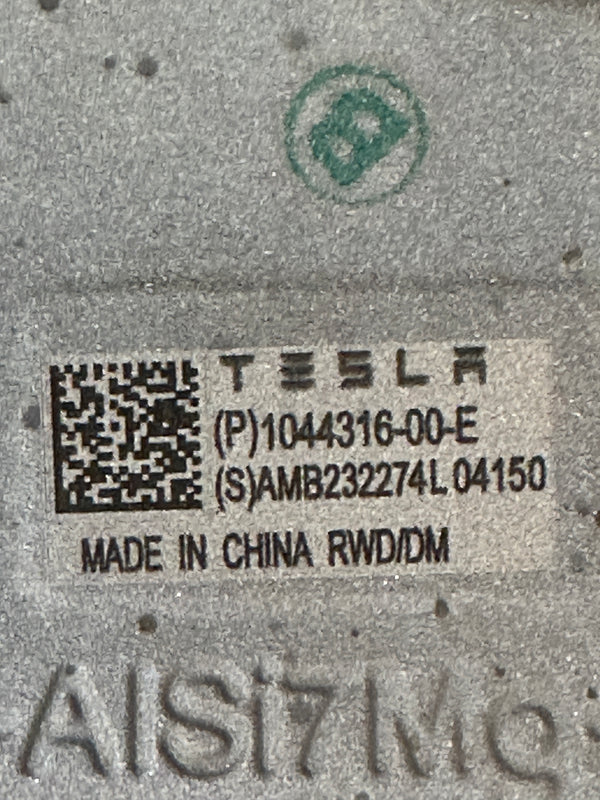 B
TESLA
(P)1044316-00-E
(S)AMB232274L04150
MADE IN CHINA RWD/DM
AlSi7Mg